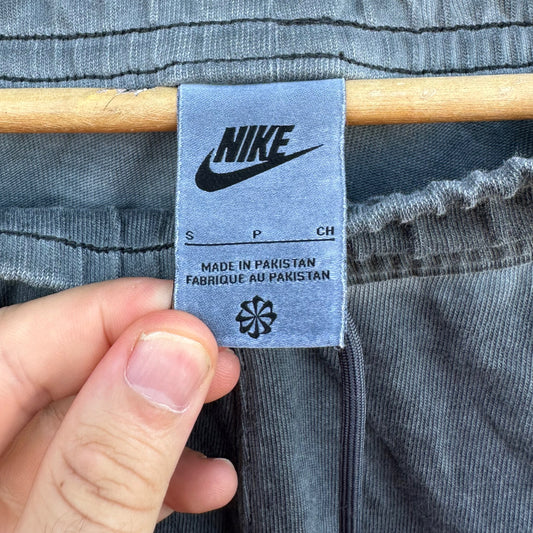 NIKE
S P CH
MADE IN PAKISTAN
FABRIQUE AU PAKISTAN